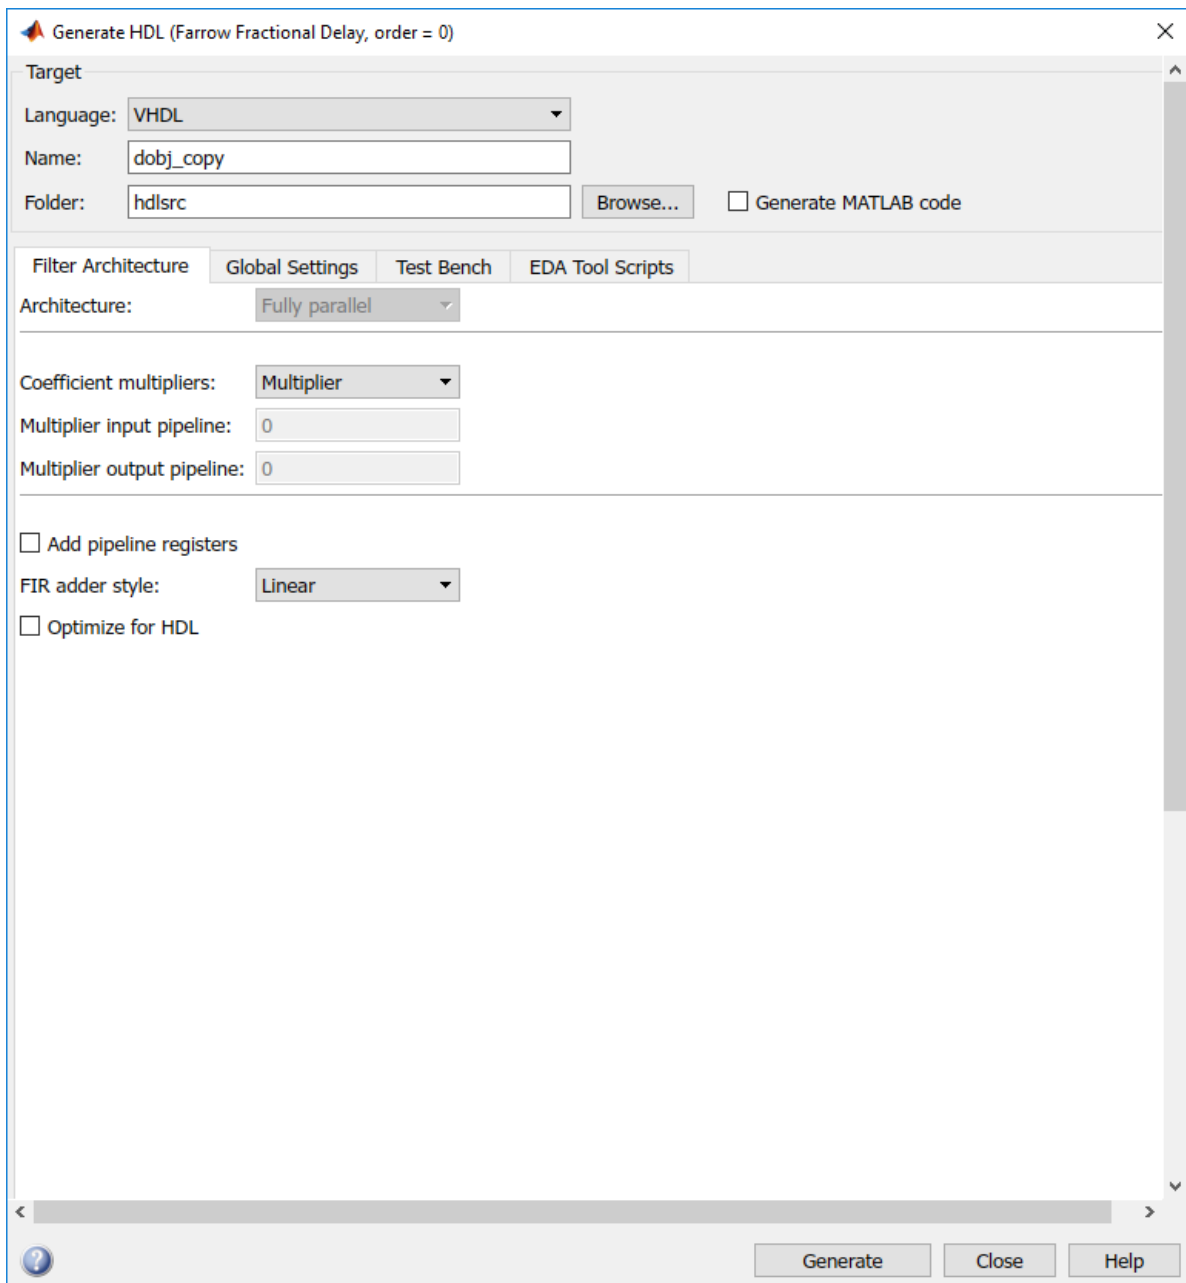 Generate HDL (Farrow Fractional Delay, order = 0)
Target
Language: VHDL
Name: dobj_copy
Folder: hdlsrc Browse... Generate MATLAB code
Filter Architecture Global Settings Test Bench EDA Tool Scripts
Architecture: Fully parallel
Coefficient multipliers: Multiplier
Multiplier input pipeline: 0
Multiplier output pipeline: 0
Add pipeline registers
FIR adder style: Linear
Optimize for HDL
? Generate Close Help